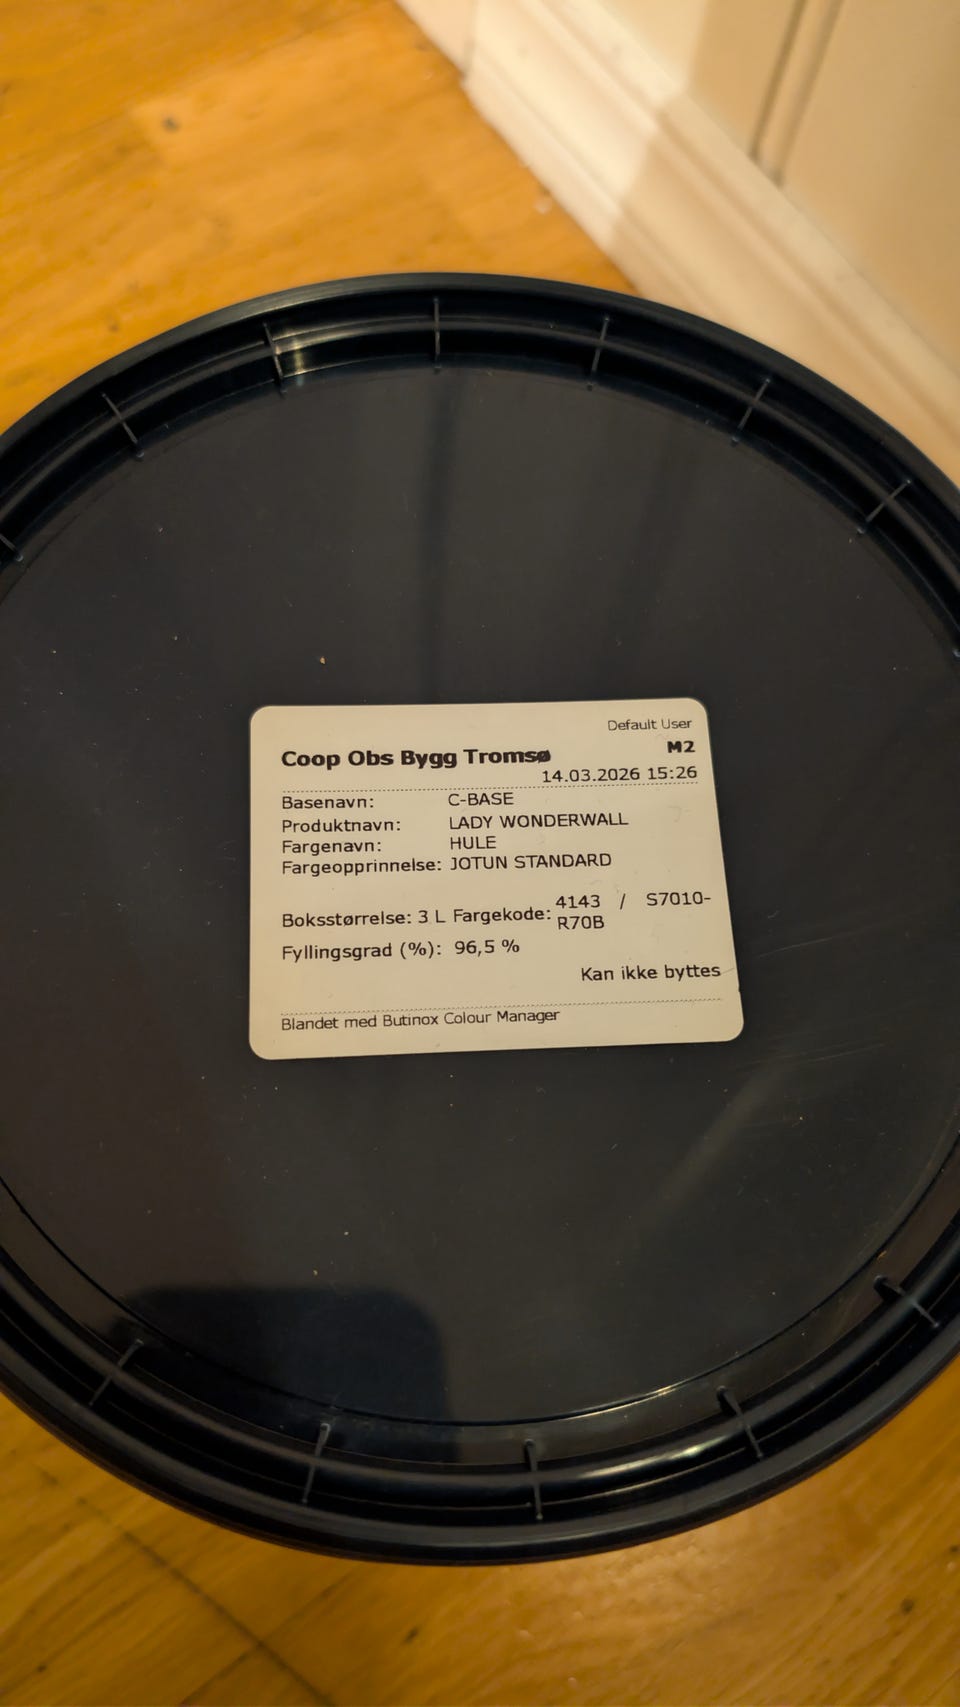 Default User
Coop Obs Bygg Tromsø M2
14.03.2026 15:26
Basenavn: C-BASE
Produktnavn: LADY WONDERWALL
Fargenavn: HULE
Fargeopprinnelse: JOTUN STANDARD
Boksstørrelse: 3 L Fargekode: 4143 / S7010-
R70B
Fyllingsgrad (%): 96,5 %
Kan ikke byttes
Blandet med Butinox Colour Manager